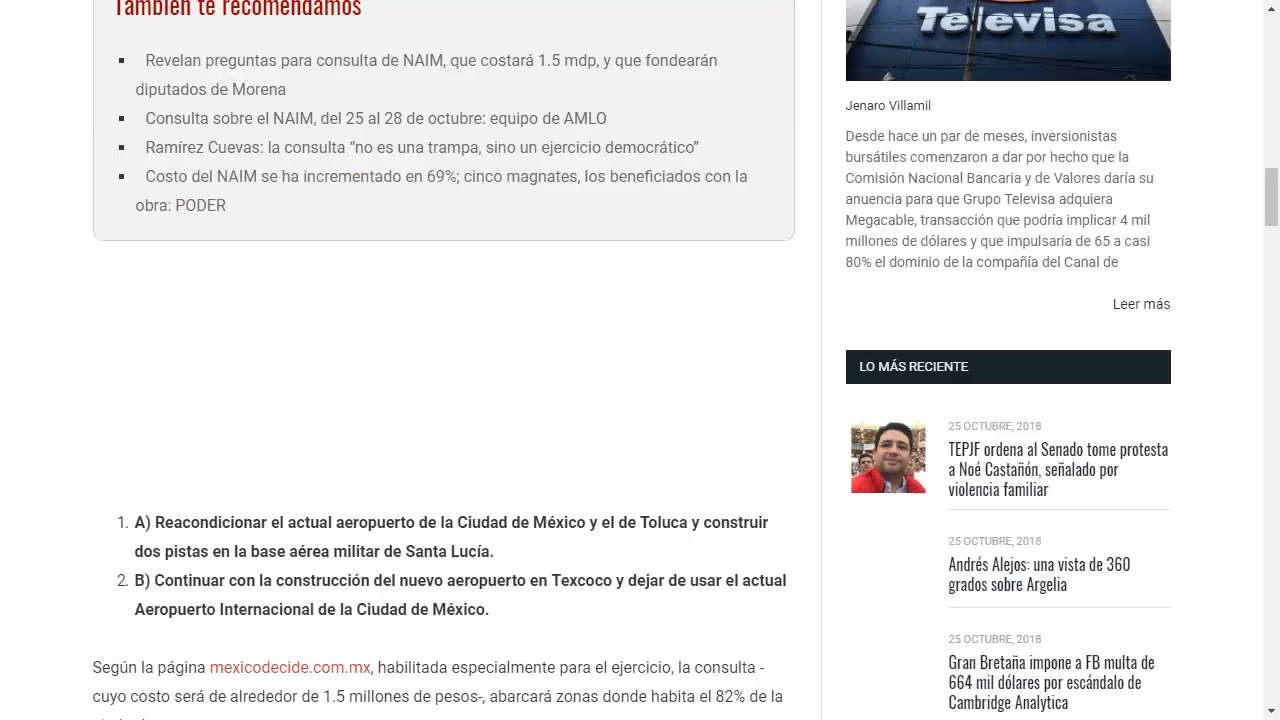 También te recomendamos
Revelan preguntas para consulta de NAIM, que costará 1.5 mdp, y que fondearán
diputados de Morena
Consulta sobre el NAIM, del 25 al 28 de octubre: equipo de AMLO
Ramírez Cuevas: la consulta “no es una trampa, sino un ejercicio democrático”
Costo del NAIM se ha incrementado en 69%; cinco magnates, los beneficiados con la
obra: PODER
1. A) Reacondicionar el actual aeropuerto de la Ciudad de México y el de Toluca y construir
dos pistas en la base aérea militar de Santa Lucía.
2. B) Continuar con la construcción del nuevo aeropuerto en Texcoco y dejar de usar el actual
Aeropuerto Internacional de la Ciudad de México.
Según la página mexicodecide.com.mx, habilitada especialmente para el ejercicio, la consulta -
cuyo costo será de alrededor de 1.5 millones de pesos-, abarcará zonas donde habita el 82% de la
Televisa
Jenaro Villamil
Desde hace un par de meses, inversionistas
bursátiles comenzaron a dar por hecho que la
Comisión Nacional Bancaria y de Valores daría su
anuencia para que Grupo Televisa adquiera
Megacable, transacción que podría implicar 4 mil
millones de dólares y que impulsaría de 65 a casi
80% el dominio de la compañía del Canal de
Leer más
LO MÁS RECIENTE
25 OCTUBRE, 2018
TEPJF ordena al Senado tome protesta
a Noé Castañón, señalado por
violencia familiar
25 OCTUBRE, 2018
Andrés Alejos: una vista de 360
grados sobre Argelia
25 OCTUBRE, 2018
Gran Bretaña impone a FB multa de
664 mil dólares por escándalo de
Cambridge Analytica